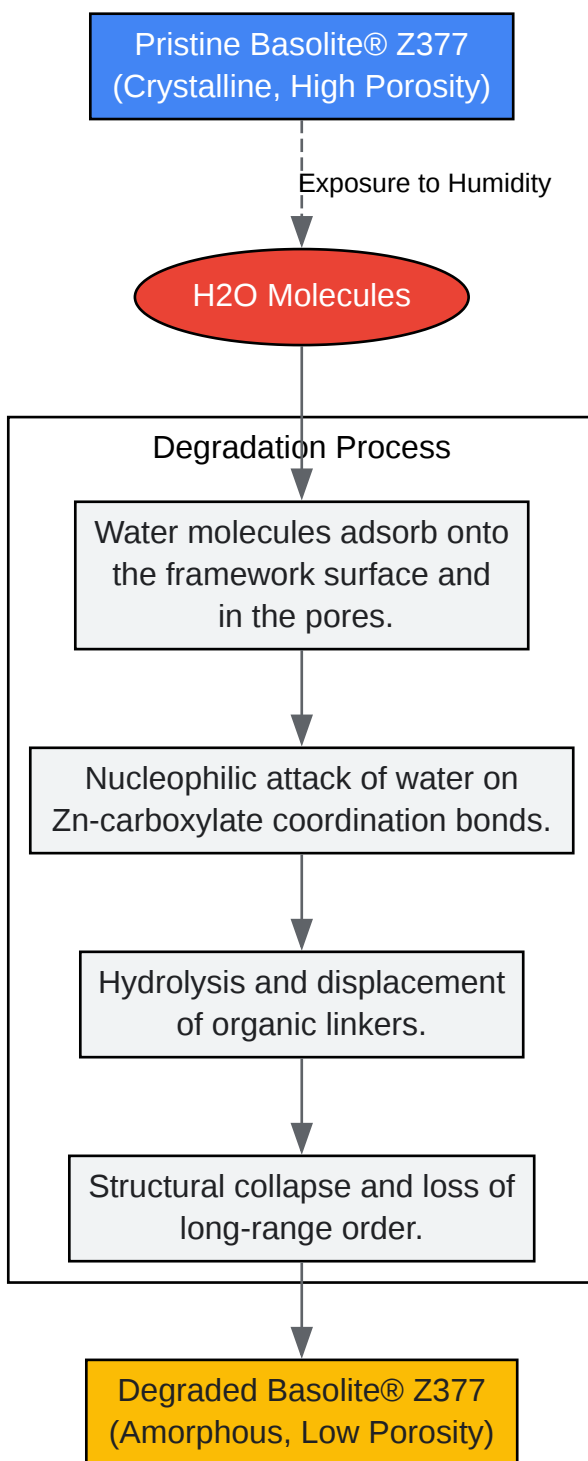 Pristine Basolite® Z377
(Crystalline, High Porosity)
Exposure to Humidity
H2O Molecules
Degradation Process
Water molecules adsorb onto
the framework surface and
in the pores.
Nucleophilic attack of water on
Zn-carboxylate coordination bonds.
Hydrolysis and displacement
of organic linkers.
Structural collapse and loss of
long-range order.
Degraded Basolite® Z377
(Amorphous, Low Porosity)